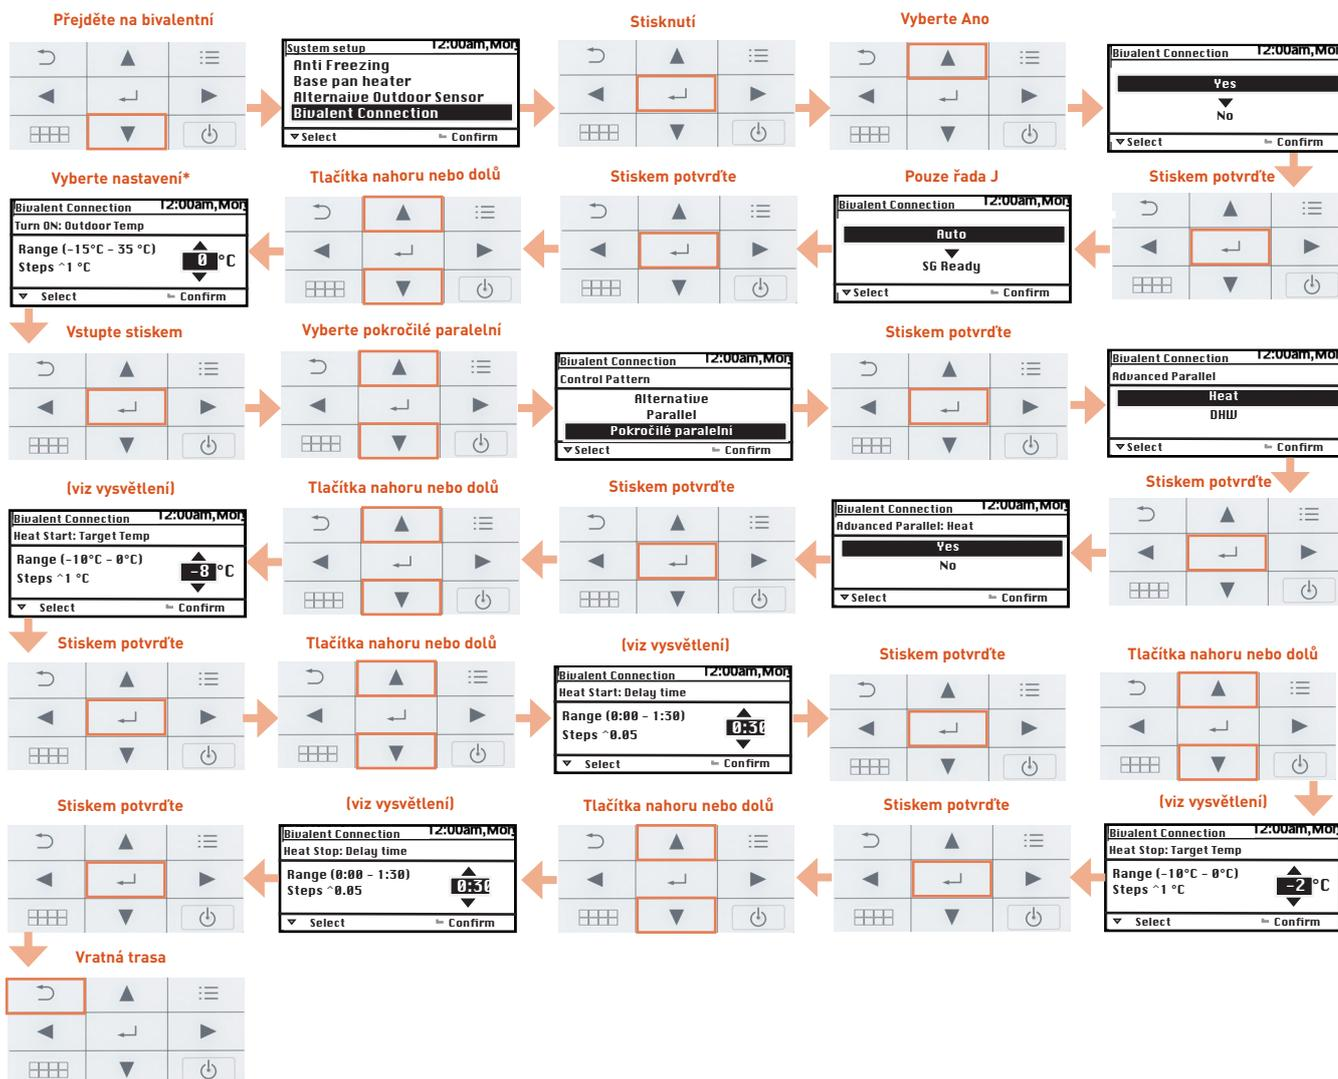 Přejděte na bivalentní
Stisknutí
Vyberte Ano
System setup 12:00am,Mon
Anti Freezing
Base pan heater
Alternaive Outdoor Sensor
Bivalent Connection
▼ Select Confirm
Bivalent Connection 12:00am,Mon
Yes
No
▼ Select Confirm
Stiskem potvrďte
Pouze řada J
Bivalent Connection 12:00am,Mon
Auto
SG Ready
▼ Select Confirm
Stiskem potvrďte
Tlačítka nahoru nebo dolů
Vyberte nastavení*
Bivalent Connection 12:00am,Mon
Turn ON: Outdoor Temp
Range (-15°C - 35 °C)
Steps ^1 °C
0 °C
▼ Select Confirm
Vstupte stiskem
Vyberte pokročilé paralelní
Bivalent Connection 12:00am,Mon
Control Pattern
Alternative
Parallel
Pokročilé paralelní
▼ Select Confirm
Stiskem potvrďte
Bivalent Connection 12:00am,Mon
Advanced Parallel
Heat
DHW
▼ Select Confirm
Stiskem potvrďte
Bivalent Connection 12:00am,Mon
Advanced Parallel: Heat
Yes
No
▼ Select Confirm
Stiskem potvrďte
Tlačítka nahoru nebo dolů
(viz vysvětlení)
Bivalent Connection 12:00am,Mon
Heat Start: Target Temp
Range (-10°C - 0°C)
Steps ^1 °C
-8 °C
▼ Select Confirm
Stiskem potvrďte
Tlačítka nahoru nebo dolů
(viz vysvětlení)
Bivalent Connection 12:00am,Mon
Heat Start: Delay time
Range (0:00 - 1:30)
Steps ^0.05
0:30
▼ Select Confirm
Stiskem potvrďte
Tlačítka nahoru nebo dolů
(viz vysvětlení)
Bivalent Connection 12:00am,Mon
Heat Stop: Target Temp
Range (-10°C - 0°C)
Steps ^1 °C
-2 °C
▼ Select Confirm
Stiskem potvrďte
Tlačítka nahoru nebo dolů
(viz vysvětlení)
Bivalent Connection 12:00am,Mon
Heat Stop: Delay time
Range (0:00 - 1:30)
Steps ^0.05
0:30
▼ Select Confirm
Stiskem potvrďte
Vratná trasa